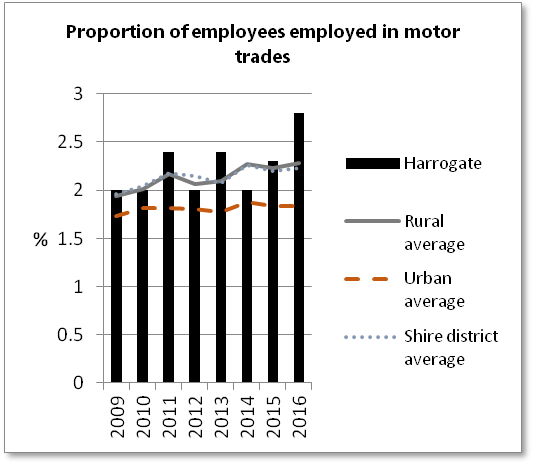 Proportion of employees employed in motor
trades
3
2.5
2
1.5
1
0.5
0
%
2009
2010
2011
2012
2013
2014
2015
2016
Harrogate
Rural
average
Urban
average
Shire district
average